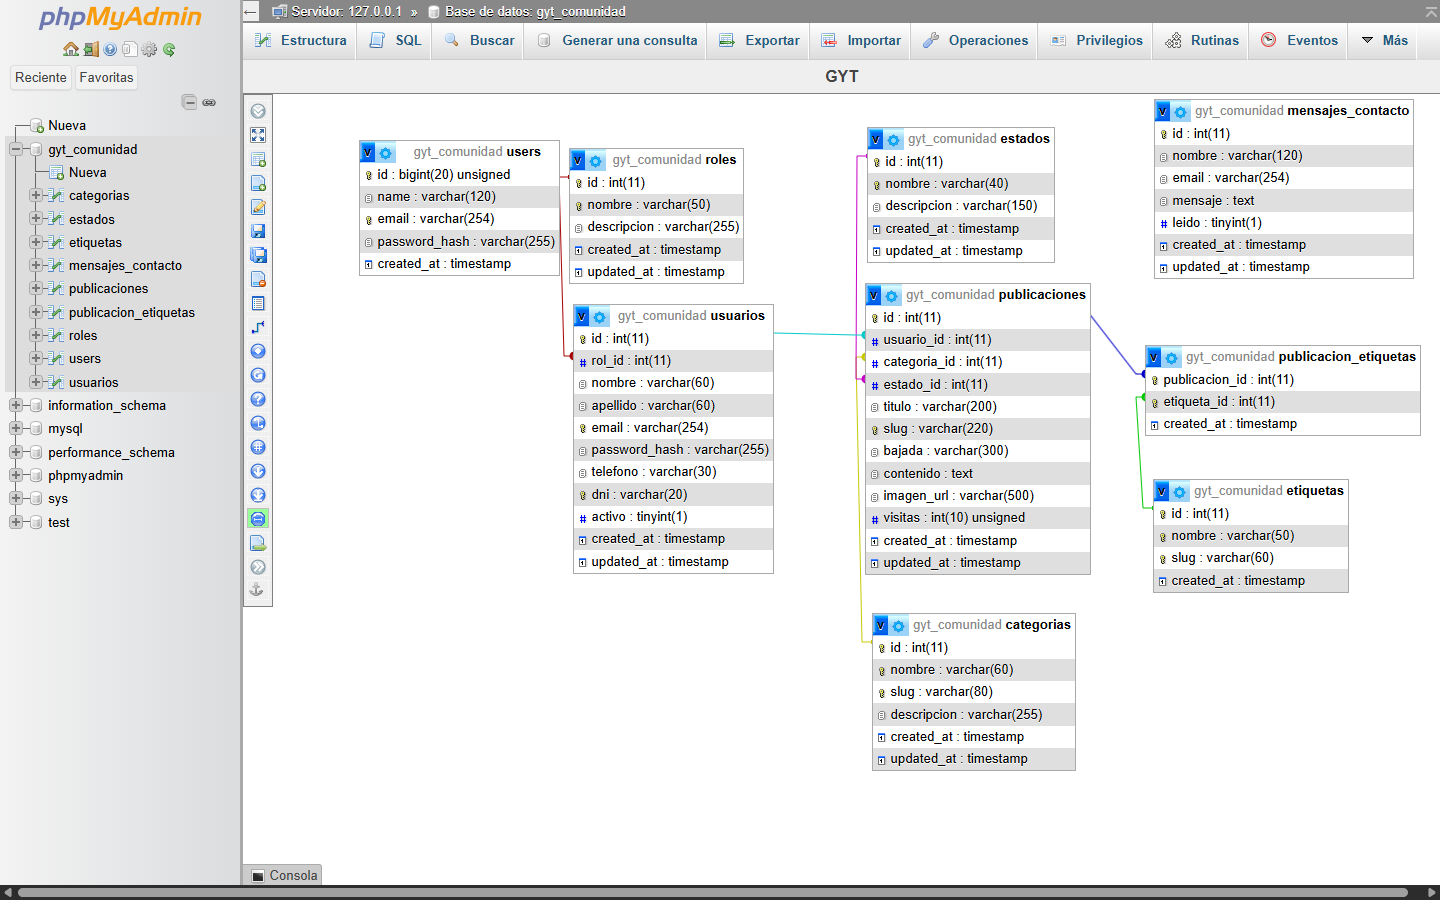 phpMyAdmin
Reciente
Favoritas
Nueva
gyt_comunidad
Nueva
categorias
estados
etiquetas
mensajes_contacto
publicaciones
publicacion_etiquetas
roles
users
usuarios
information_schema
mysql
performance_schema
phpmyadmin
sys
test
Servidor: 127.0.0.1 » Base de datos: gyt_comunidad
Estructura SQL Buscar Generar una consulta Exportar Importar Operaciones Privilegios Rutinas Eventos Más
GYT
gyt_comunidad users
id : bigint(20) unsigned
name : varchar(120)
email : varchar(254)
password_hash : varchar(255)
created_at : timestamp
gyt_comunidad roles
id : int(11)
nombre : varchar(50)
descripcion : varchar(255)
created_at : timestamp
updated_at : timestamp
gyt_comunidad usuarios
id : int(11)
rol_id : int(11)
nombre : varchar(60)
apellido : varchar(60)
email : varchar(254)
password_hash : varchar(255)
telefono : varchar(30)
dni : varchar(20)
activo : tinyint(1)
created_at : timestamp
updated_at : timestamp
gyt_comunidad estados
id : int(11)
nombre : varchar(40)
descripcion : varchar(150)
created_at : timestamp
updated_at : timestamp
gyt_comunidad publicaciones
id : int(11)
usuario_id : int(11)
categoria_id : int(11)
estado_id : int(11)
titulo : varchar(200)
slug : varchar(220)
bajada : varchar(300)
contenido : text
imagen_url : varchar(500)
visitas : int(10) unsigned
created_at : timestamp
updated_at : timestamp
gyt_comunidad categorias
id : int(11)
nombre : varchar(60)
slug : varchar(80)
descripcion : varchar(255)
created_at : timestamp
updated_at : timestamp
gyt_comunidad mensajes_contacto
id : int(11)
nombre : varchar(120)
email : varchar(254)
mensaje : text
leido : tinyint(1)
created_at : timestamp
updated_at : timestamp
gyt_comunidad publicacion_etiquetas
publicacion_id : int(11)
etiqueta_id : int(11)
created_at : timestamp
gyt_comunidad etiquetas
id : int(11)
nombre : varchar(50)
slug : varchar(60)
created_at : timestamp
Consola